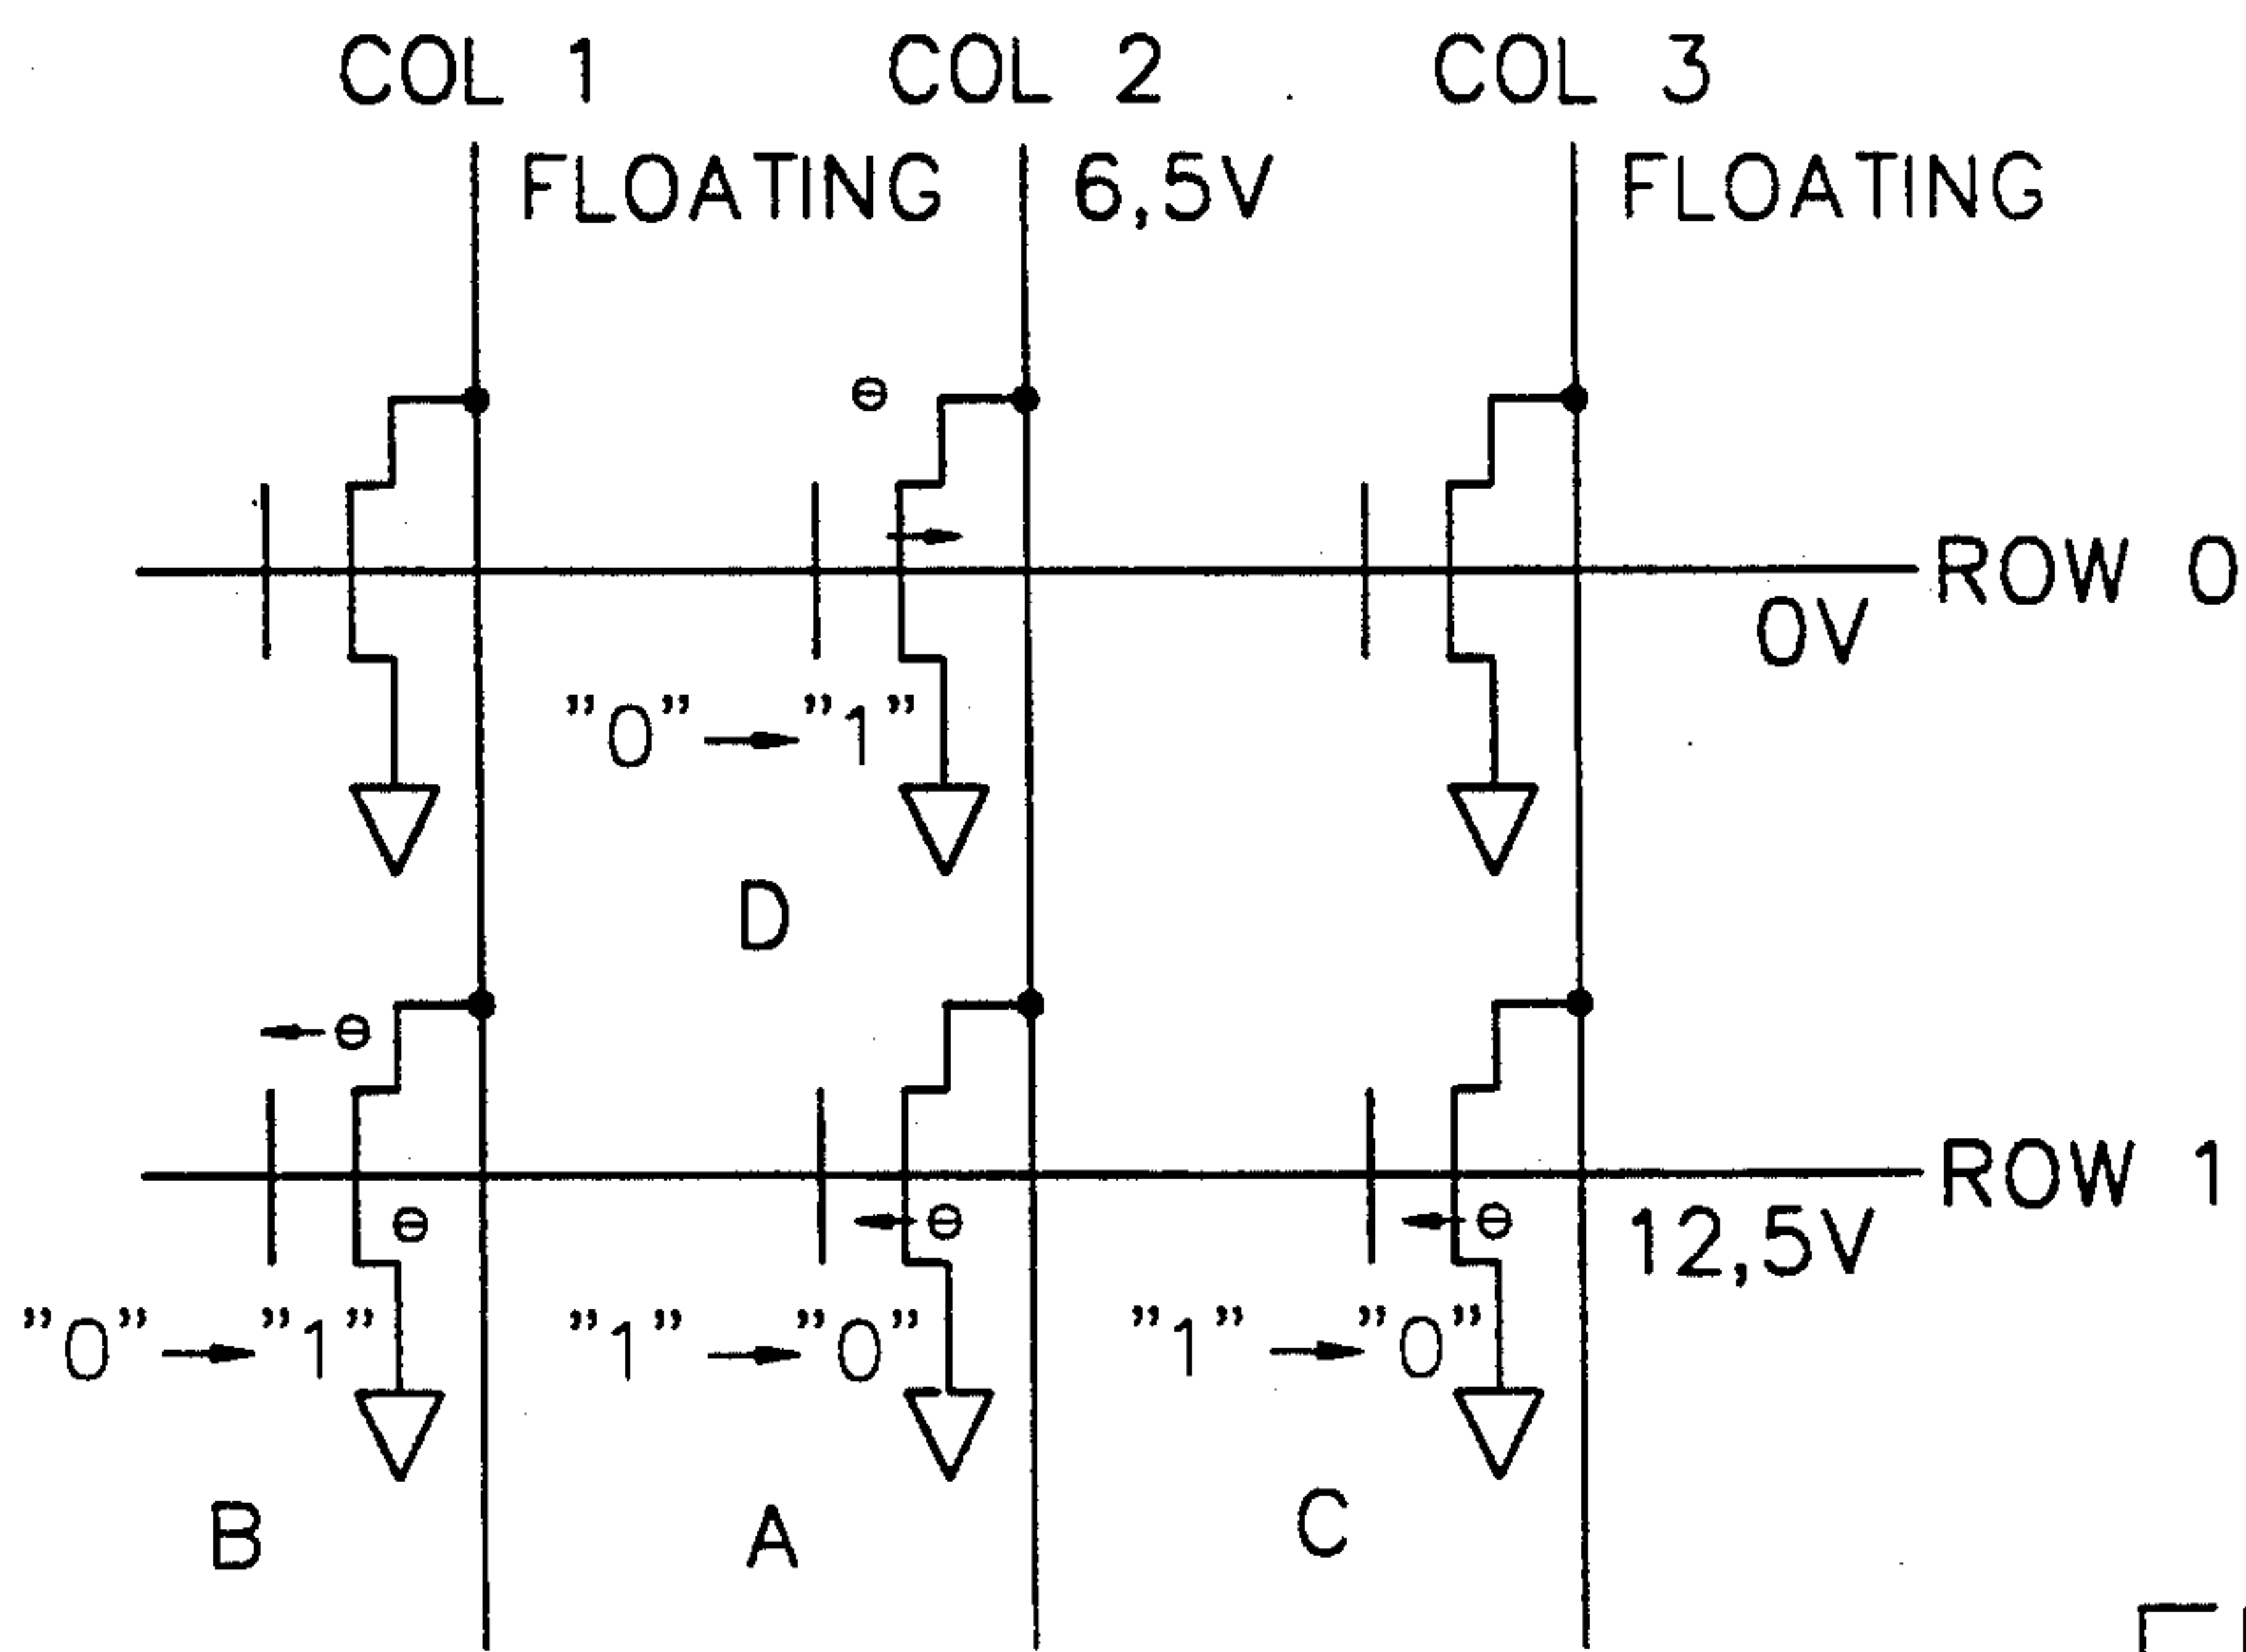 COL 1 COL 2 COL 3
FLOATING 6,5V FLOATING
ROW 0
0V
"0" → "1"
D
ROW 1
12,5V
"0" → "1" "1" → "0" "1" → "0"
B A C